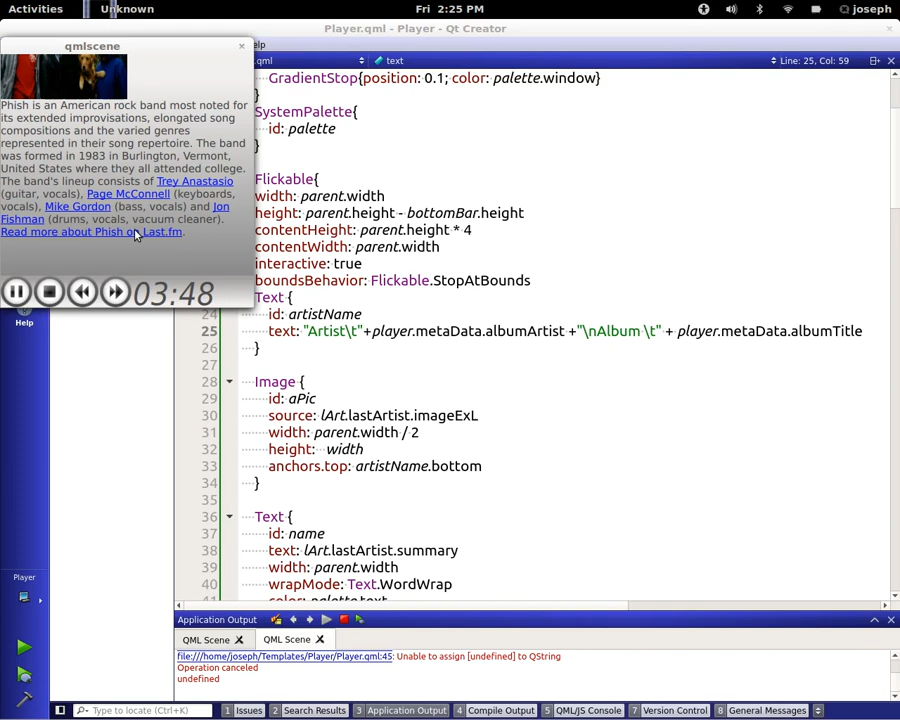 Activities
Unknown
Fri 2:25 PM
joseph
Player.qml - Player - Qt Creator
qmlscene
elp
.qml
text
Line: 25, Col: 59
Phish is an American rock band most noted for
its extended improvisations, elongated song
compositions and the varied genres
represented in their song repertoire. The band
was formed in 1983 in Burlington, Vermont,
United States where they all attended college.
The band's lineup consists of Trey Anastasio
(guitar, vocals), Page McConnell (keyboards,
vocals), Mike Gordon (bass, vocals) and Jon
Fishman (drums, vocals, vacuum cleaner).
Read more about Phish on Last.fm.
03:48
Help
GradientStop{position: 0.1; color: palette.window}
}
SystemPalette{
id: palette
}
Flickable{
width: parent.width
height: parent.height - bottomBar.height
contentHeight: parent.height * 4
contentWidth: parent.width
interactive: true
boundsBehavior: Flickable.StopAtBounds
Text {
24 id: artistName
25 text: "Artist\t"+player.metaData.albumArtist +"\nAlbum \t" + player.metaData.albumTitle
26 }
27
28 Image {
29 id: aPic
30 source: lArt.lastArtist.imageExL
31 width: parent.width / 2
32 height: width
33 anchors.top: artistName.bottom
34 }
35
36 Text {
37 id: name
38 text: lArt.lastArtist.summary
39 width: parent.width
40 wrapMode: Text.WordWrap
Player
Application Output
QML Scene
QML Scene
file:///home/joseph/Templates/Player/Player.qml:45: Unable to assign [undefined] to QString
Operation canceled
undefined
Type to locate (Ctrl+K)
1 Issues
2 Search Results
3 Application Output
4 Compile Output
5 QML/JS Console
7 Version Control
8 General Messages